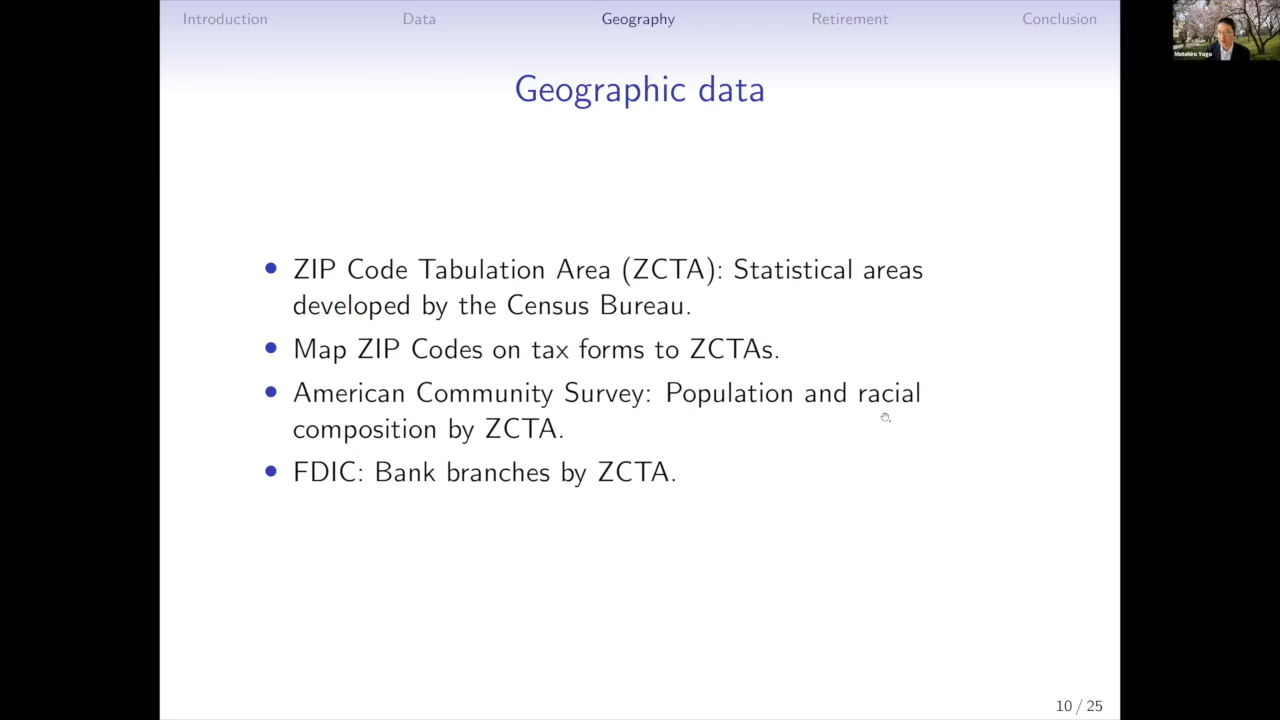 Introduction Data Geography Retirement Conclusion
Motohiro Yogo
Geographic data
• ZIP Code Tabulation Area (ZCTA): Statistical areas
developed by the Census Bureau.
• Map ZIP Codes on tax forms to ZCTAs.
• American Community Survey: Population and racial
composition by ZCTA.
• FDIC: Bank branches by ZCTA.
10 / 25